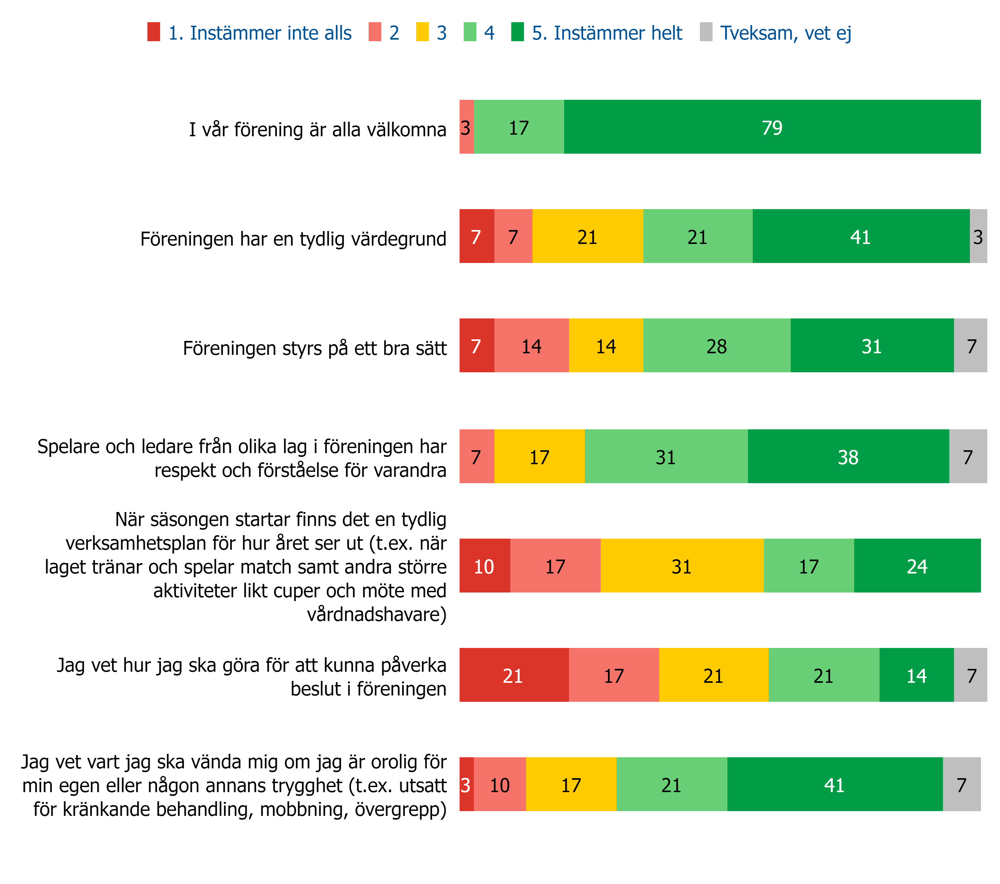 1. Instämmer inte alls 2 3 4 5. Instämmer helt Tveksam, vet ej
I vår förening är alla välkomna 3 17 79
Föreningen har en tydlig värdegrund 7 7 21 21 41 3
Föreningen styrs på ett bra sätt 7 14 14 28 31 7
Spelare och ledare från olika lag i föreningen har
respekt och förståelse för varandra
7 17 31 38 7
När säsongen startar finns det en tydlig
verksamhetsplan för hur året ser ut (t.ex. när
laget tränar och spelar match samt andra större
aktiviteter likt cuper och möte med
vårdnadshavare)
10 17 31 17 24
Jag vet hur jag ska göra för att kunna påverka
beslut i föreningen
21 17 21 21 14 7
Jag vet vart jag ska vända mig om jag är orolig för
min egen eller någon annans trygghet (t.ex. utsatt
för kränkande behandling, mobbning, övergrepp)
3 10 17 21 41 7